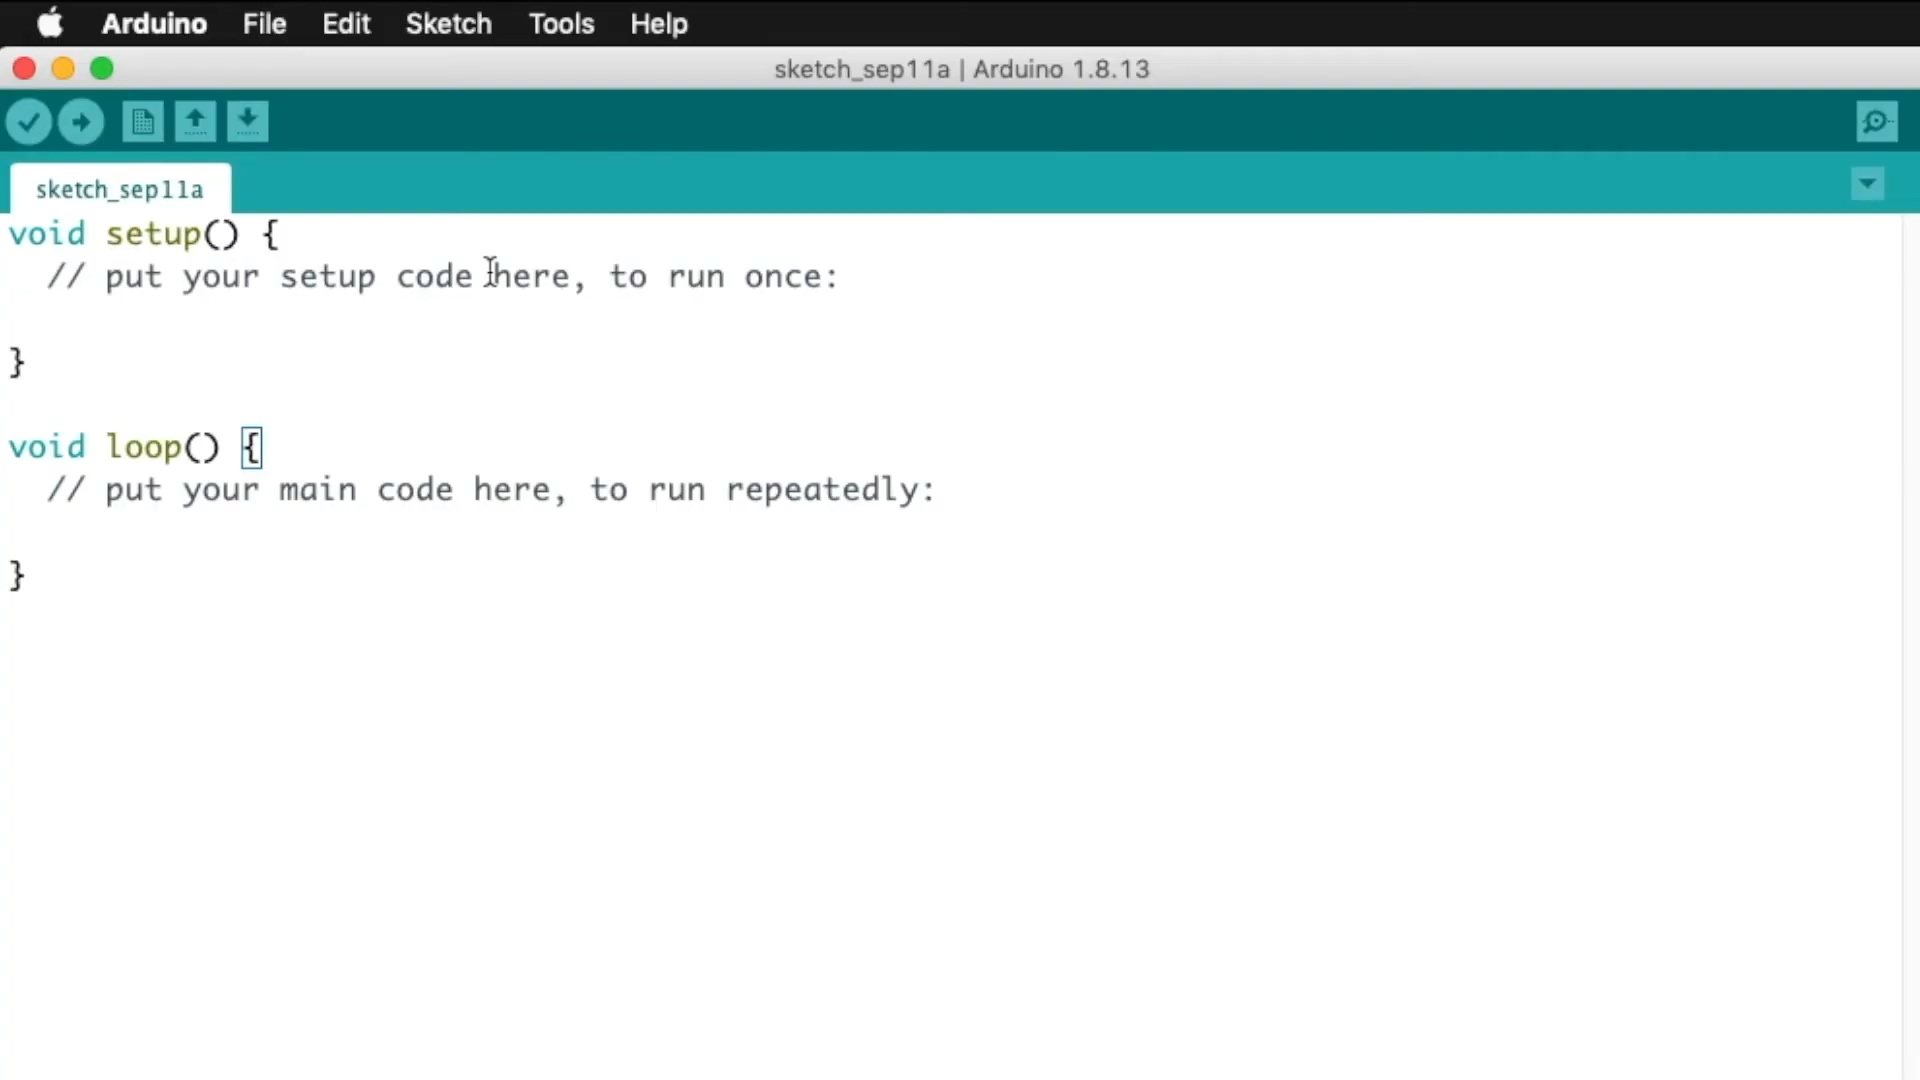 Arduino File Edit Sketch Tools Help
sketch_sep11a | Arduino 1.8.13
sketch_sep11a
void setup() {
  // put your setup code here, to run once:
}
void loop() {
  // put your main code here, to run repeatedly:
}